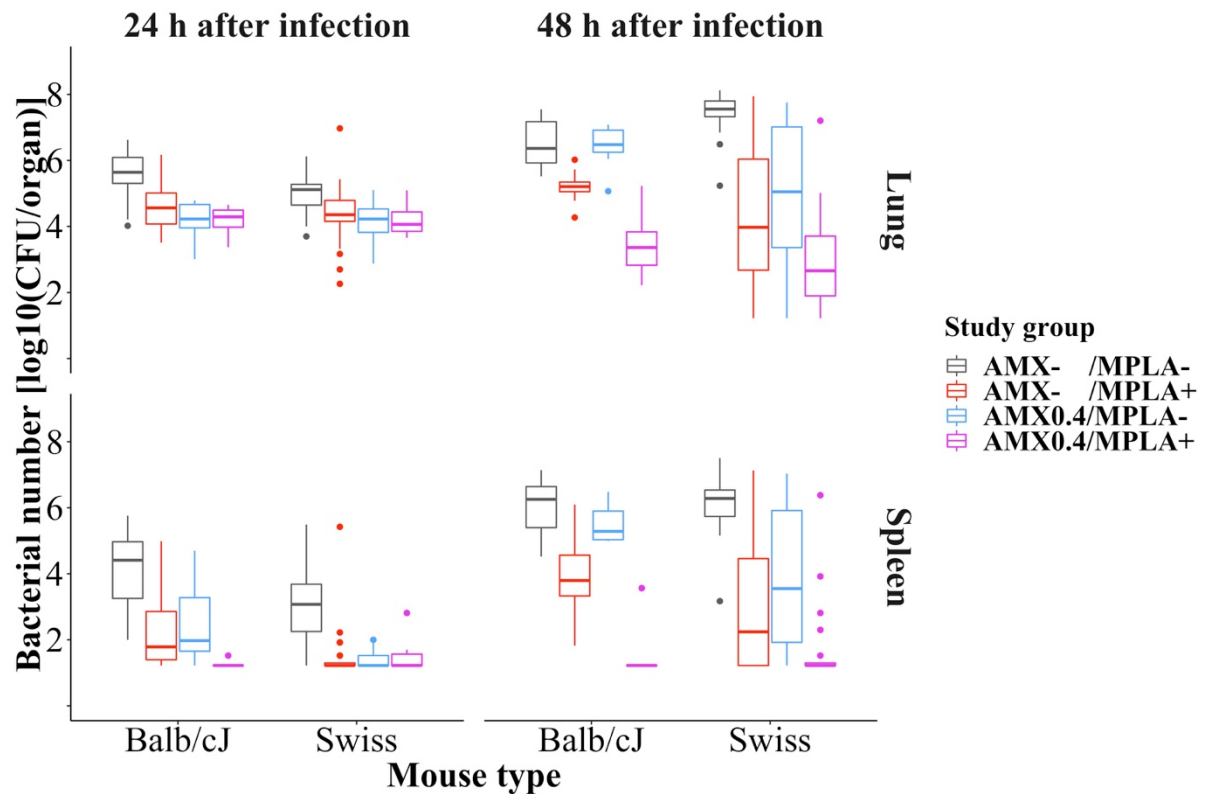 24 h after infection 48 h after infection
Bacterial number [log10(CFU/organ)]
8
6
4
2
Lung
8
6
4
2
Spleen
Balb/cJ Swiss Balb/cJ Swiss
Mouse type
Study group
AMX- /MPLA-
AMX- /MPLA+
AMX0.4/MPLA-
AMX0.4/MPLA+